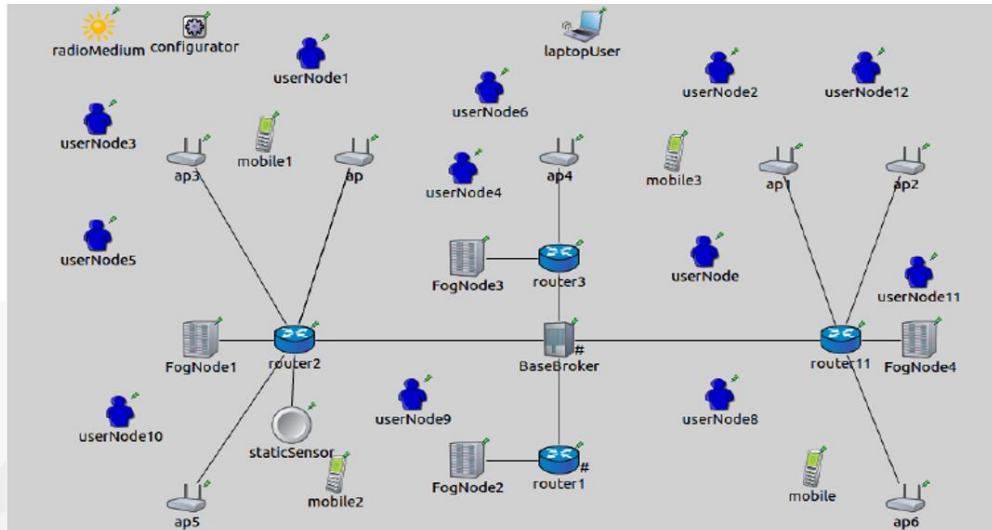 radioMedium
configurator
userNode1
laptopUser
userNode6
userNode2
userNode12
userNode3
mobile1
ap3
ap
userNode4
ap4
mobile3
ap1
ap2
userNode5
FogNode3
router3
userNode
userNode11
FogNode1
router2
BaseBroker
#
router11
FogNode4
userNode10
staticSensor
userNode9
userNode8
mobile2
FogNode2
router1
#
mobile
ap5
ap6